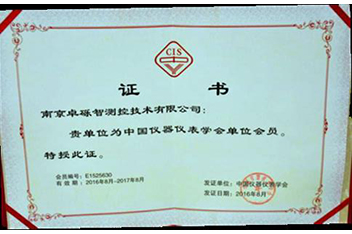 CIS
证 书
南京卓砾智测控技术有限公司：
贵单位为中国仪器仪表学会单位会员。
特授此证。
会员编号：E1525630
有 效 期：2016年8月-2017年8月
发证单位：中国仪器仪表学会
发证日期：2016年8月